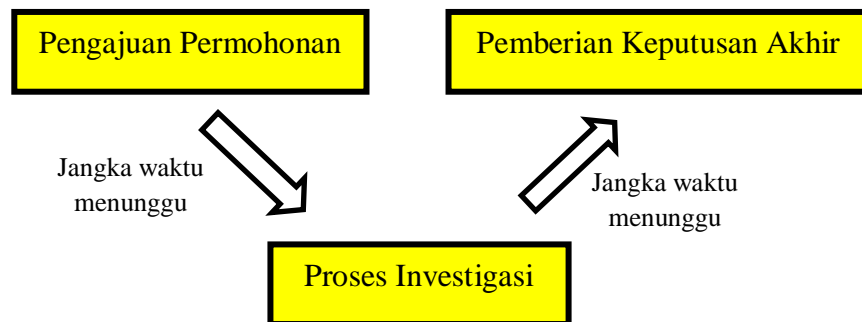 Pengajuan Permohonan
Pemberian Keputusan Akhir
Jangka waktu
menunggu
Jangka waktu
menunggu
Proses Investigasi